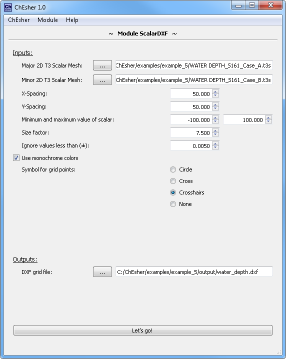 ChEsher 1.0
ChEsher Module Help
~ Module ScalarDXF ~
Inputs:
Major 2D T3 Scalar Mesh: ... ChEsher/examples/example_5/WATER DEPTH_S161_Case_A.t3s
Minor 2D T3 Scalar Mesh: ... ChEsher/examples/example_5/WATER DEPTH_S161_Case_B.t3s
X-Spacing: 50.000
Y-Spacing: 50.000
Minimum and maximum value of scalar: -100.000 100.000
Size factor: 7.500
Ignore values less than (±): 0.0050
Use monochrome colors
Symbol for grid points: Circle
Cross
Crosshairs
None
Outputs:
DXF grid file: ... C:/ChEsher/examples/example_5/output/water_depth.dxf
Let's go!